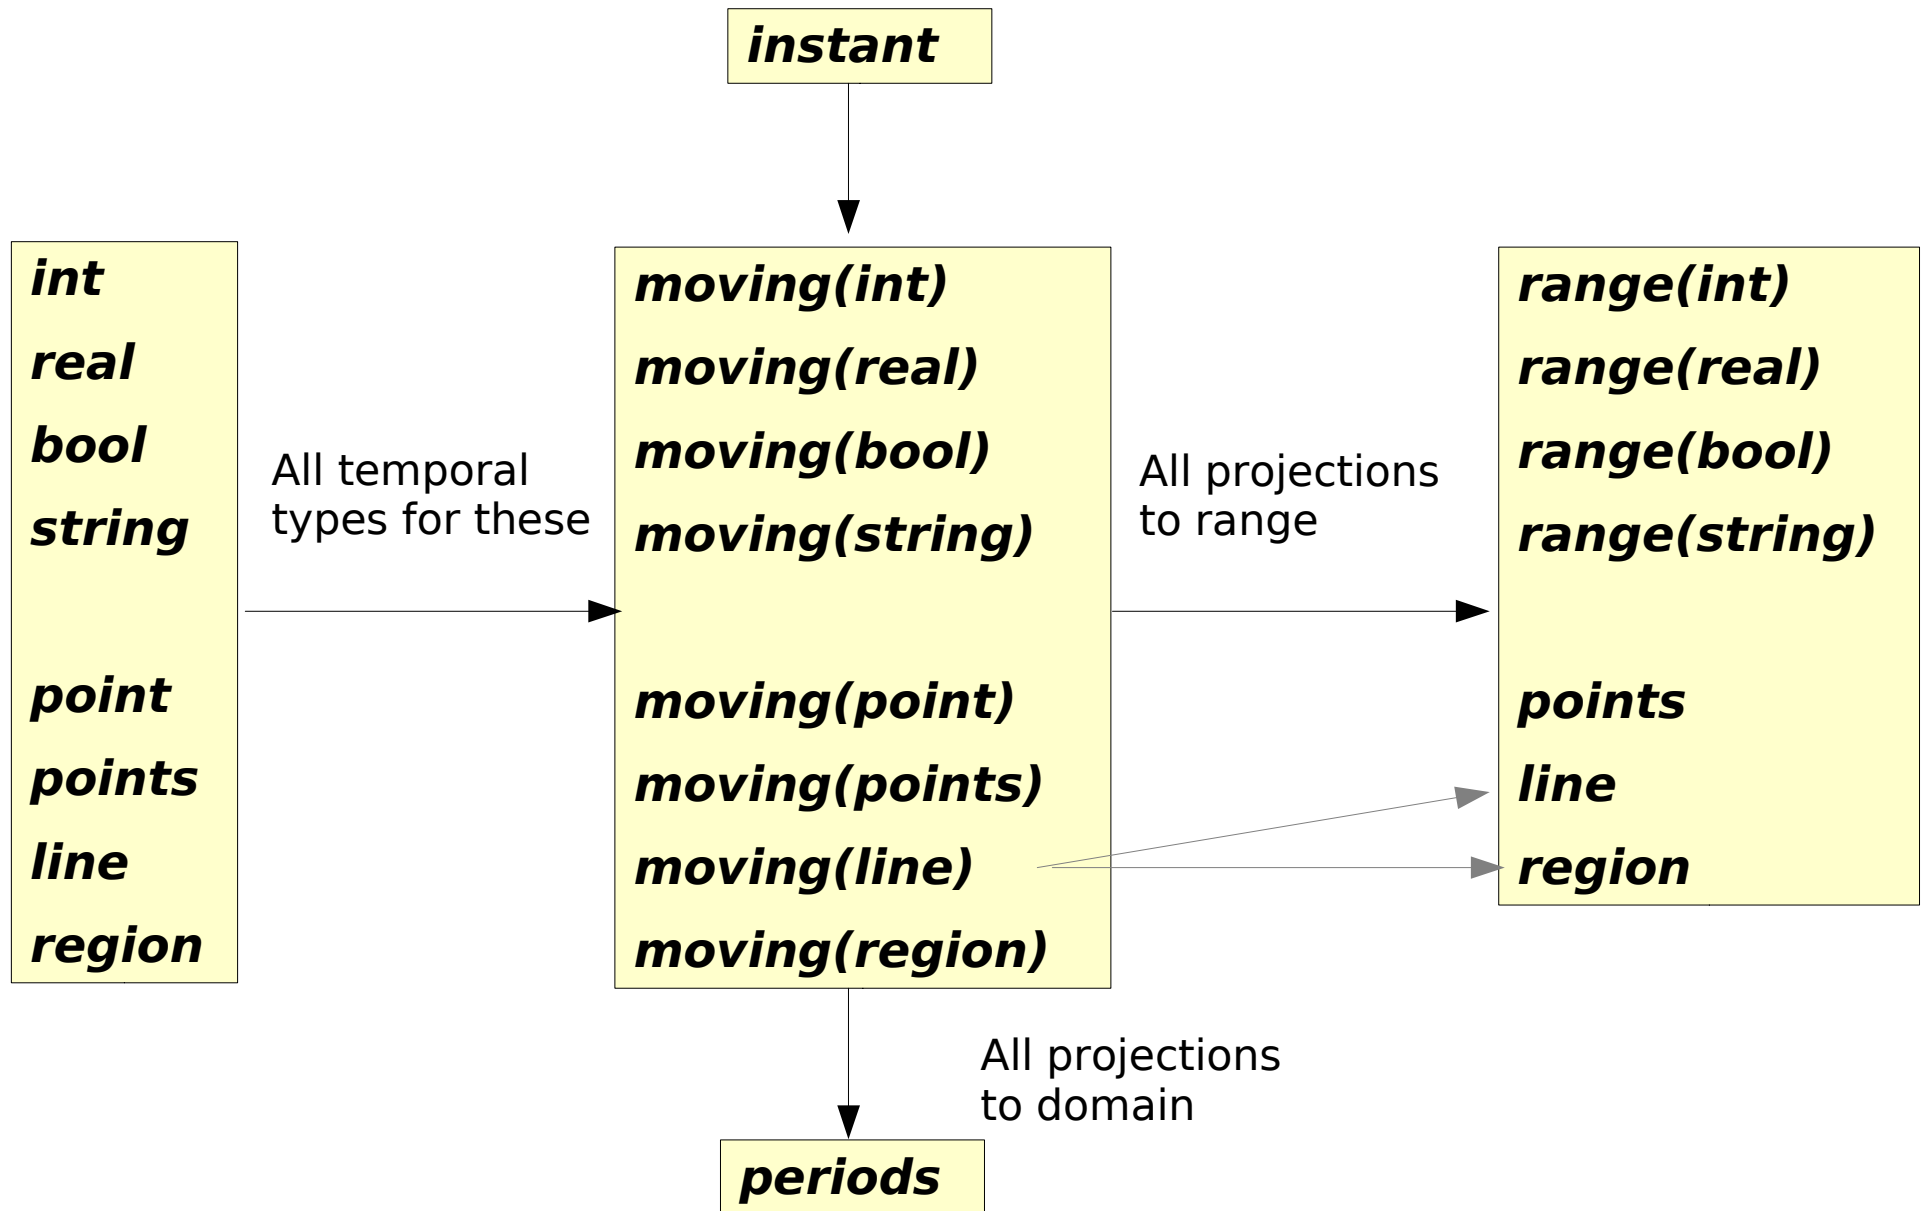 instant
int
real
bool
string
point
points
line
region
All temporal
types for these
moving(int)
moving(real)
moving(bool)
moving(string)
moving(point)
moving(points)
moving(line)
moving(region)
All projections
to range
range(int)
range(real)
range(bool)
range(string)
points
line
region
All projections
to domain
periods